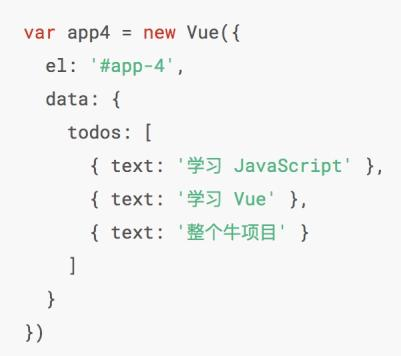 var app4 = new Vue({
  el: '#app-4',
  data: {
    todos: [
      { text: '学习 JavaScript' },
      { text: '学习 Vue' },
      { text: '整个牛项目' }
    ]
  }
})